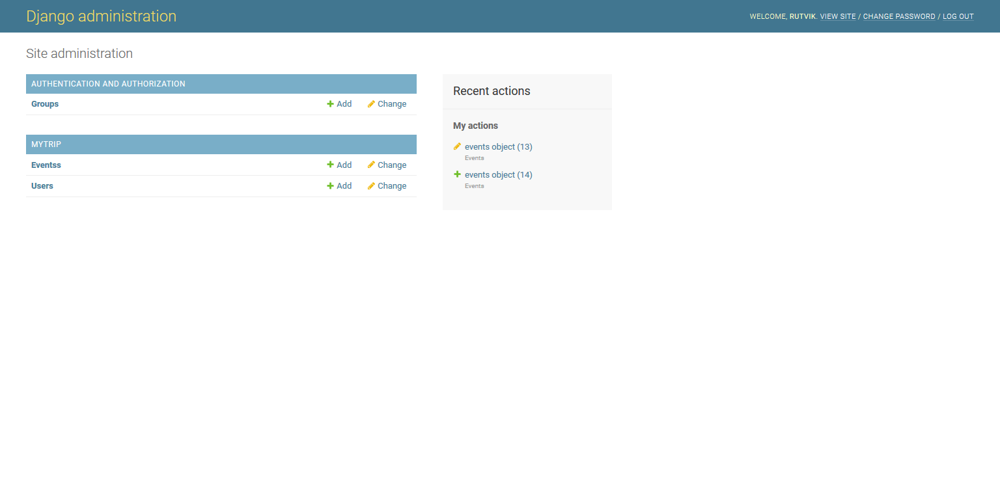 Django administration
WELCOME, RUTVIK. VIEW SITE / CHANGE PASSWORD / LOG OUT
Site administration
AUTHENTICATION AND AUTHORIZATION
Groups Add Change
MYTRIP
Eventss Add Change
Users Add Change
Recent actions
My actions
events object (13)
Events
events object (14)
Events